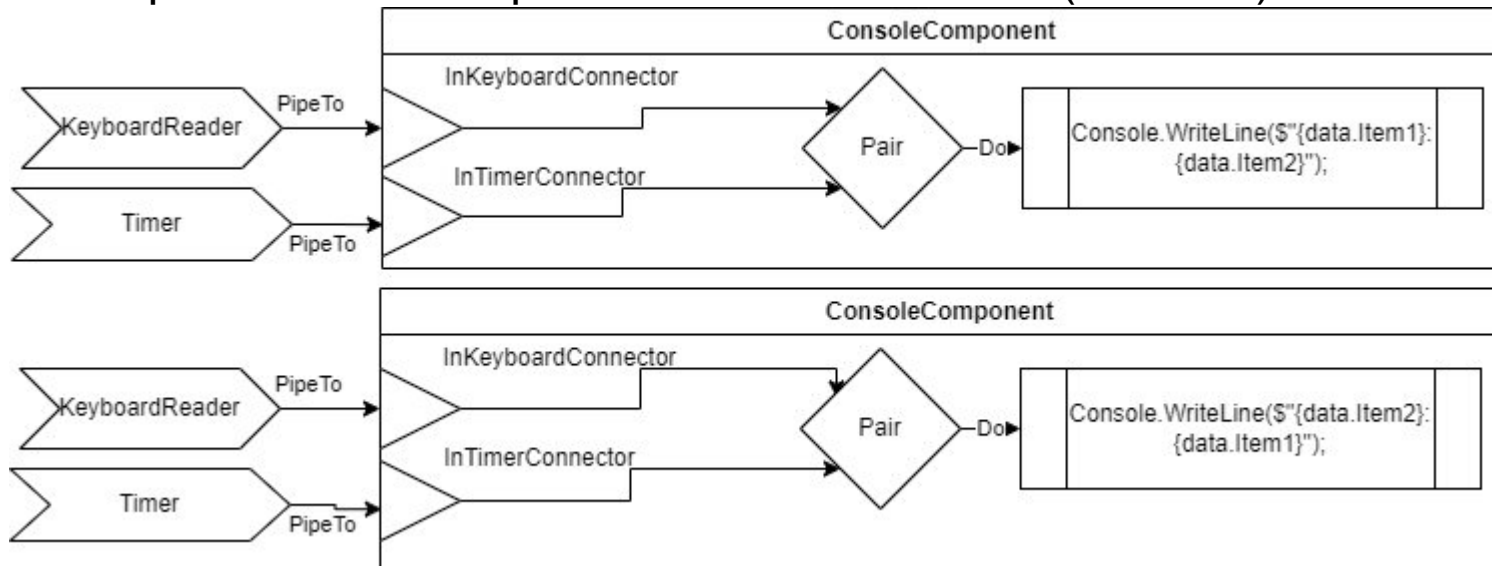 ConsoleComponent
InKeyboardConnector
PipeTo
KeyboardReader
Console.WriteLine($"{data.Item1}:
{data.Item2}");
Pair
Do
InTimerConnector
Timer
PipeTo
ConsoleComponent
InKeyboardConnector
PipeTo
KeyboardReader
Console.WriteLine($"{data.Item2}:
{data.Item1}");
Pair
Do
InTimerConnector
Timer
PipeTo